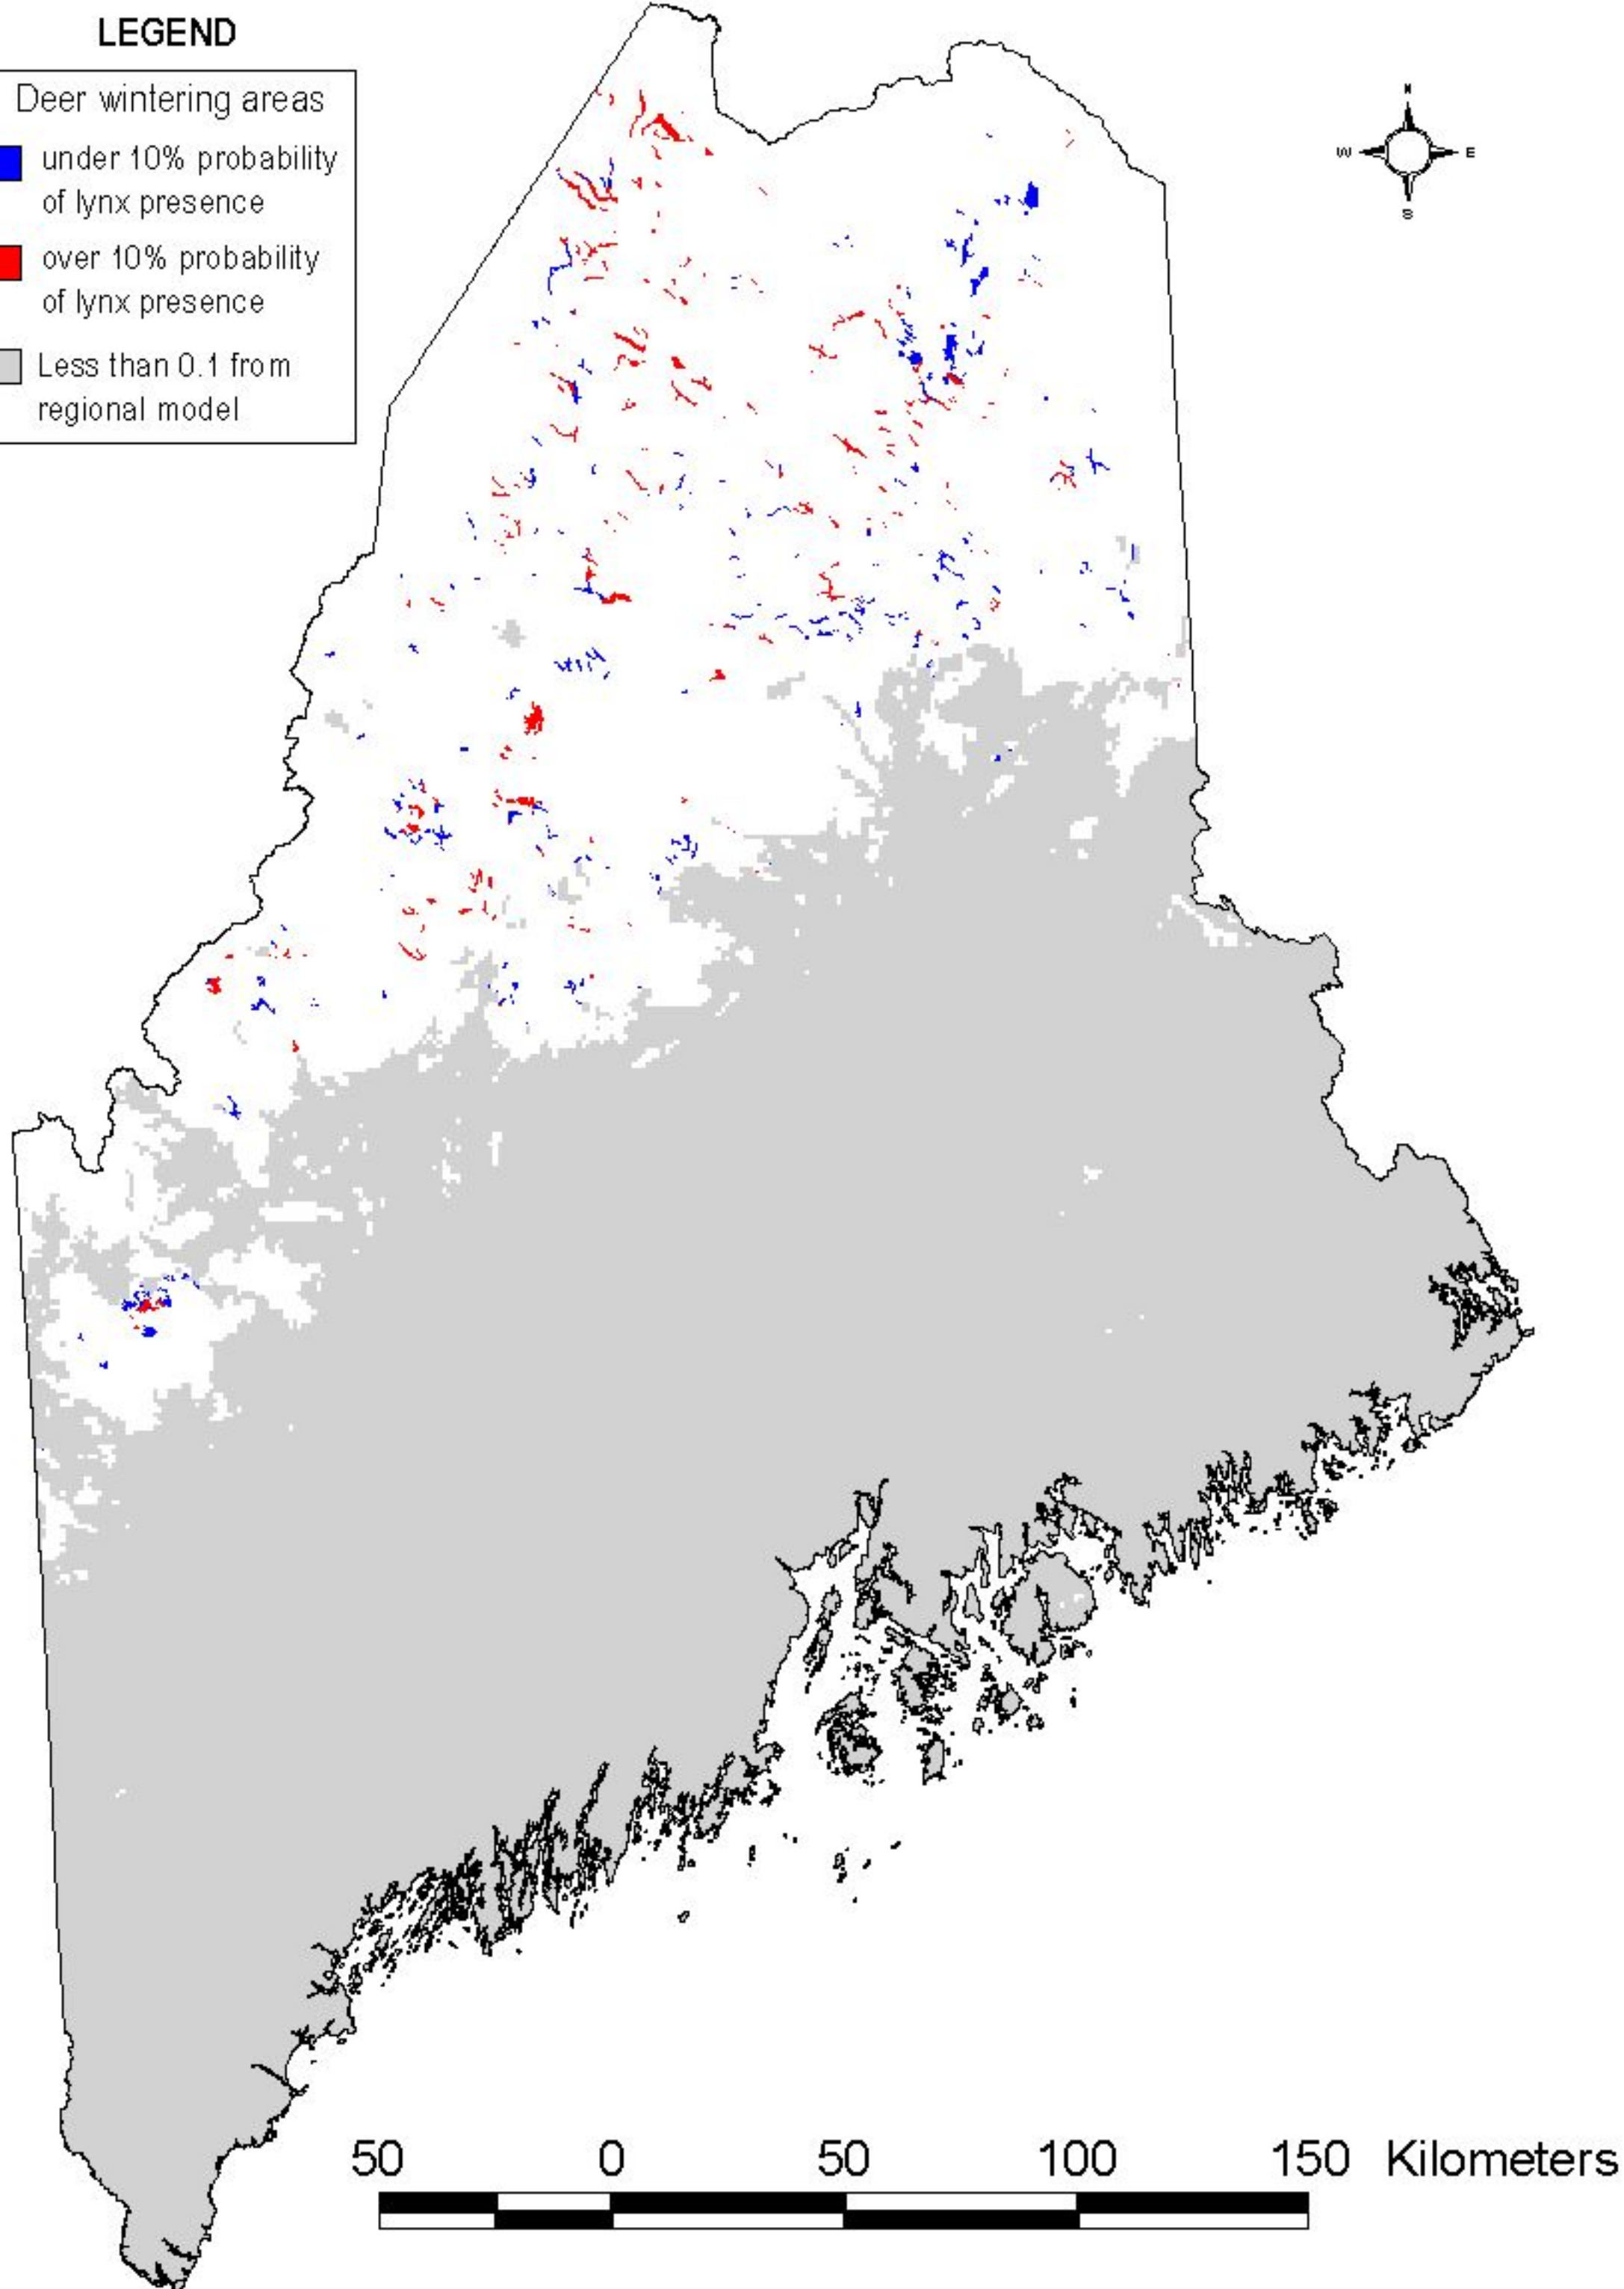 LEGEND
Deer wintering areas
under 10% probability
of lynx presence
over 10% probability
of lynx presence
Less than 0.1 from
regional model
N
W E
S
50 0 50 100 150 Kilometers